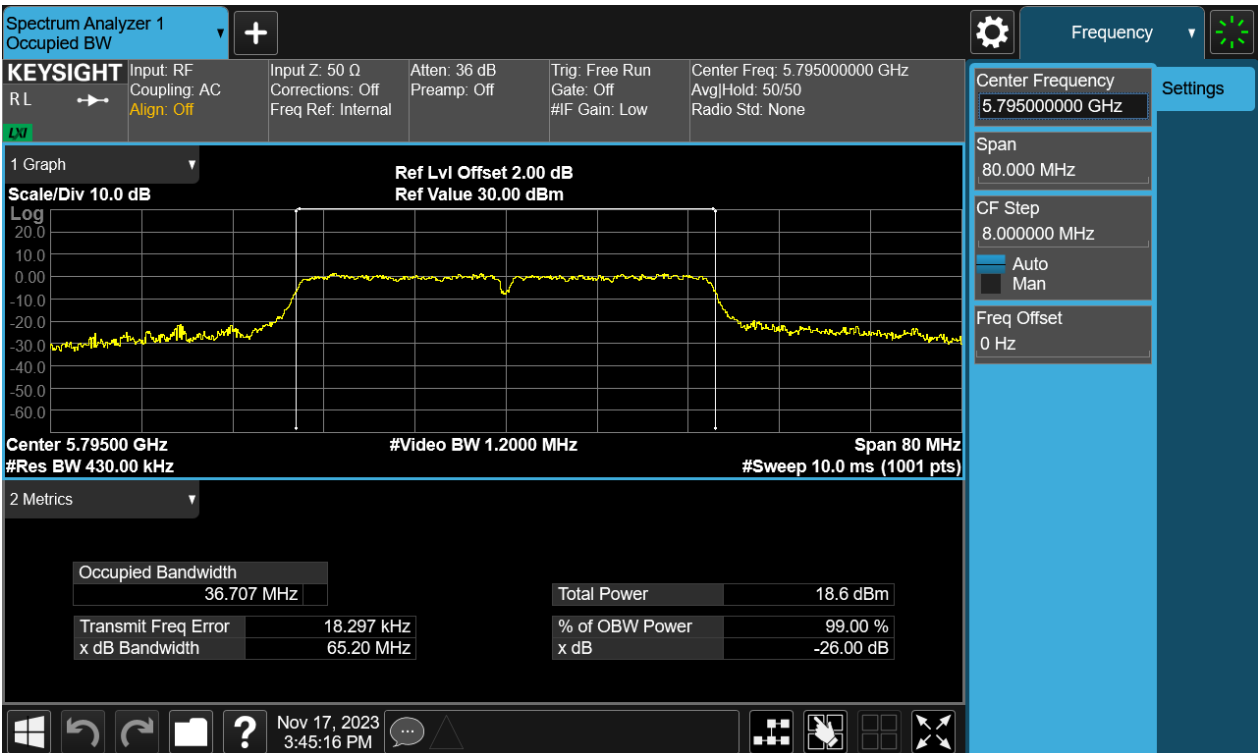 Spectrum Analyzer 1
Occupied BW
Frequency
KEYSIGHT
R L
LXI
Input: RF
Coupling: AC
Align: Off
Input Z: 50 Ω
Corrections: Off
Freq Ref: Internal
Atten: 36 dB
Preamp: Off
Trig: Free Run
Gate: Off
#IF Gain: Low
Center Freq: 5.795000000 GHz
Avg|Hold: 50/50
Radio Std: None
1 Graph
Scale/Div 10.0 dB
Ref Lvl Offset 2.00 dB
Ref Value 30.00 dBm
Log
20.0
10.0
0.00
-10.0
-20.0
-30.0
-40.0
-50.0
-60.0
Center 5.79500 GHz
#Video BW 1.2000 MHz
Span 80 MHz
#Res BW 430.00 kHz
#Sweep 10.0 ms (1001 pts)
2 Metrics
Occupied Bandwidth
36.707 MHz
Total Power 18.6 dBm
Transmit Freq Error 18.297 kHz
% of OBW Power 99.00 %
x dB Bandwidth 65.20 MHz
x dB -26.00 dB
Center Frequency
5.795000000 GHz
Settings
Span
80.000 MHz
CF Step
8.000000 MHz
Auto
Man
Freq Offset
0 Hz
?
Nov 17, 2023
3:45:16 PM